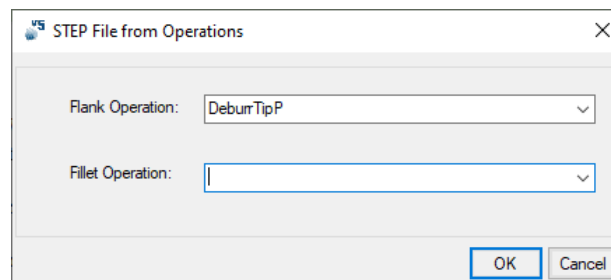 STEP File from Operations
Flank Operation: DeburrTipP
Fillet Operation:
OK Cancel